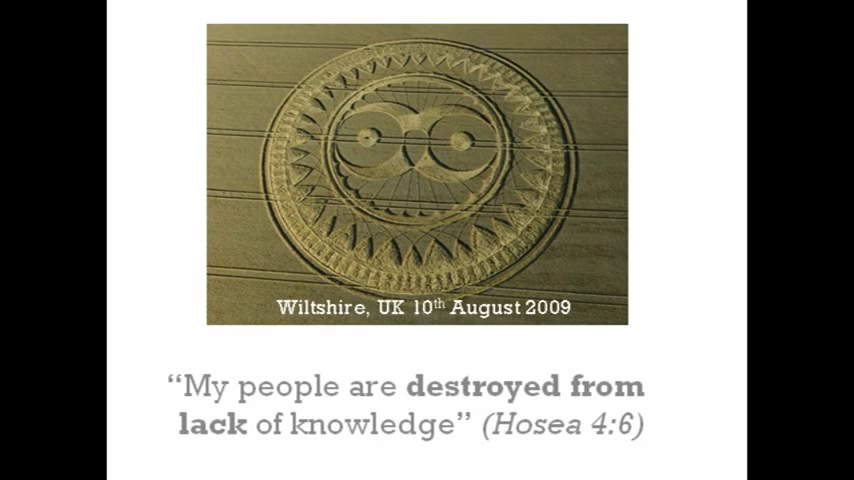 Wiltshire, UK 10th August 2009
“My people are destroyed from
lack of knowledge” (Hosea 4:6)